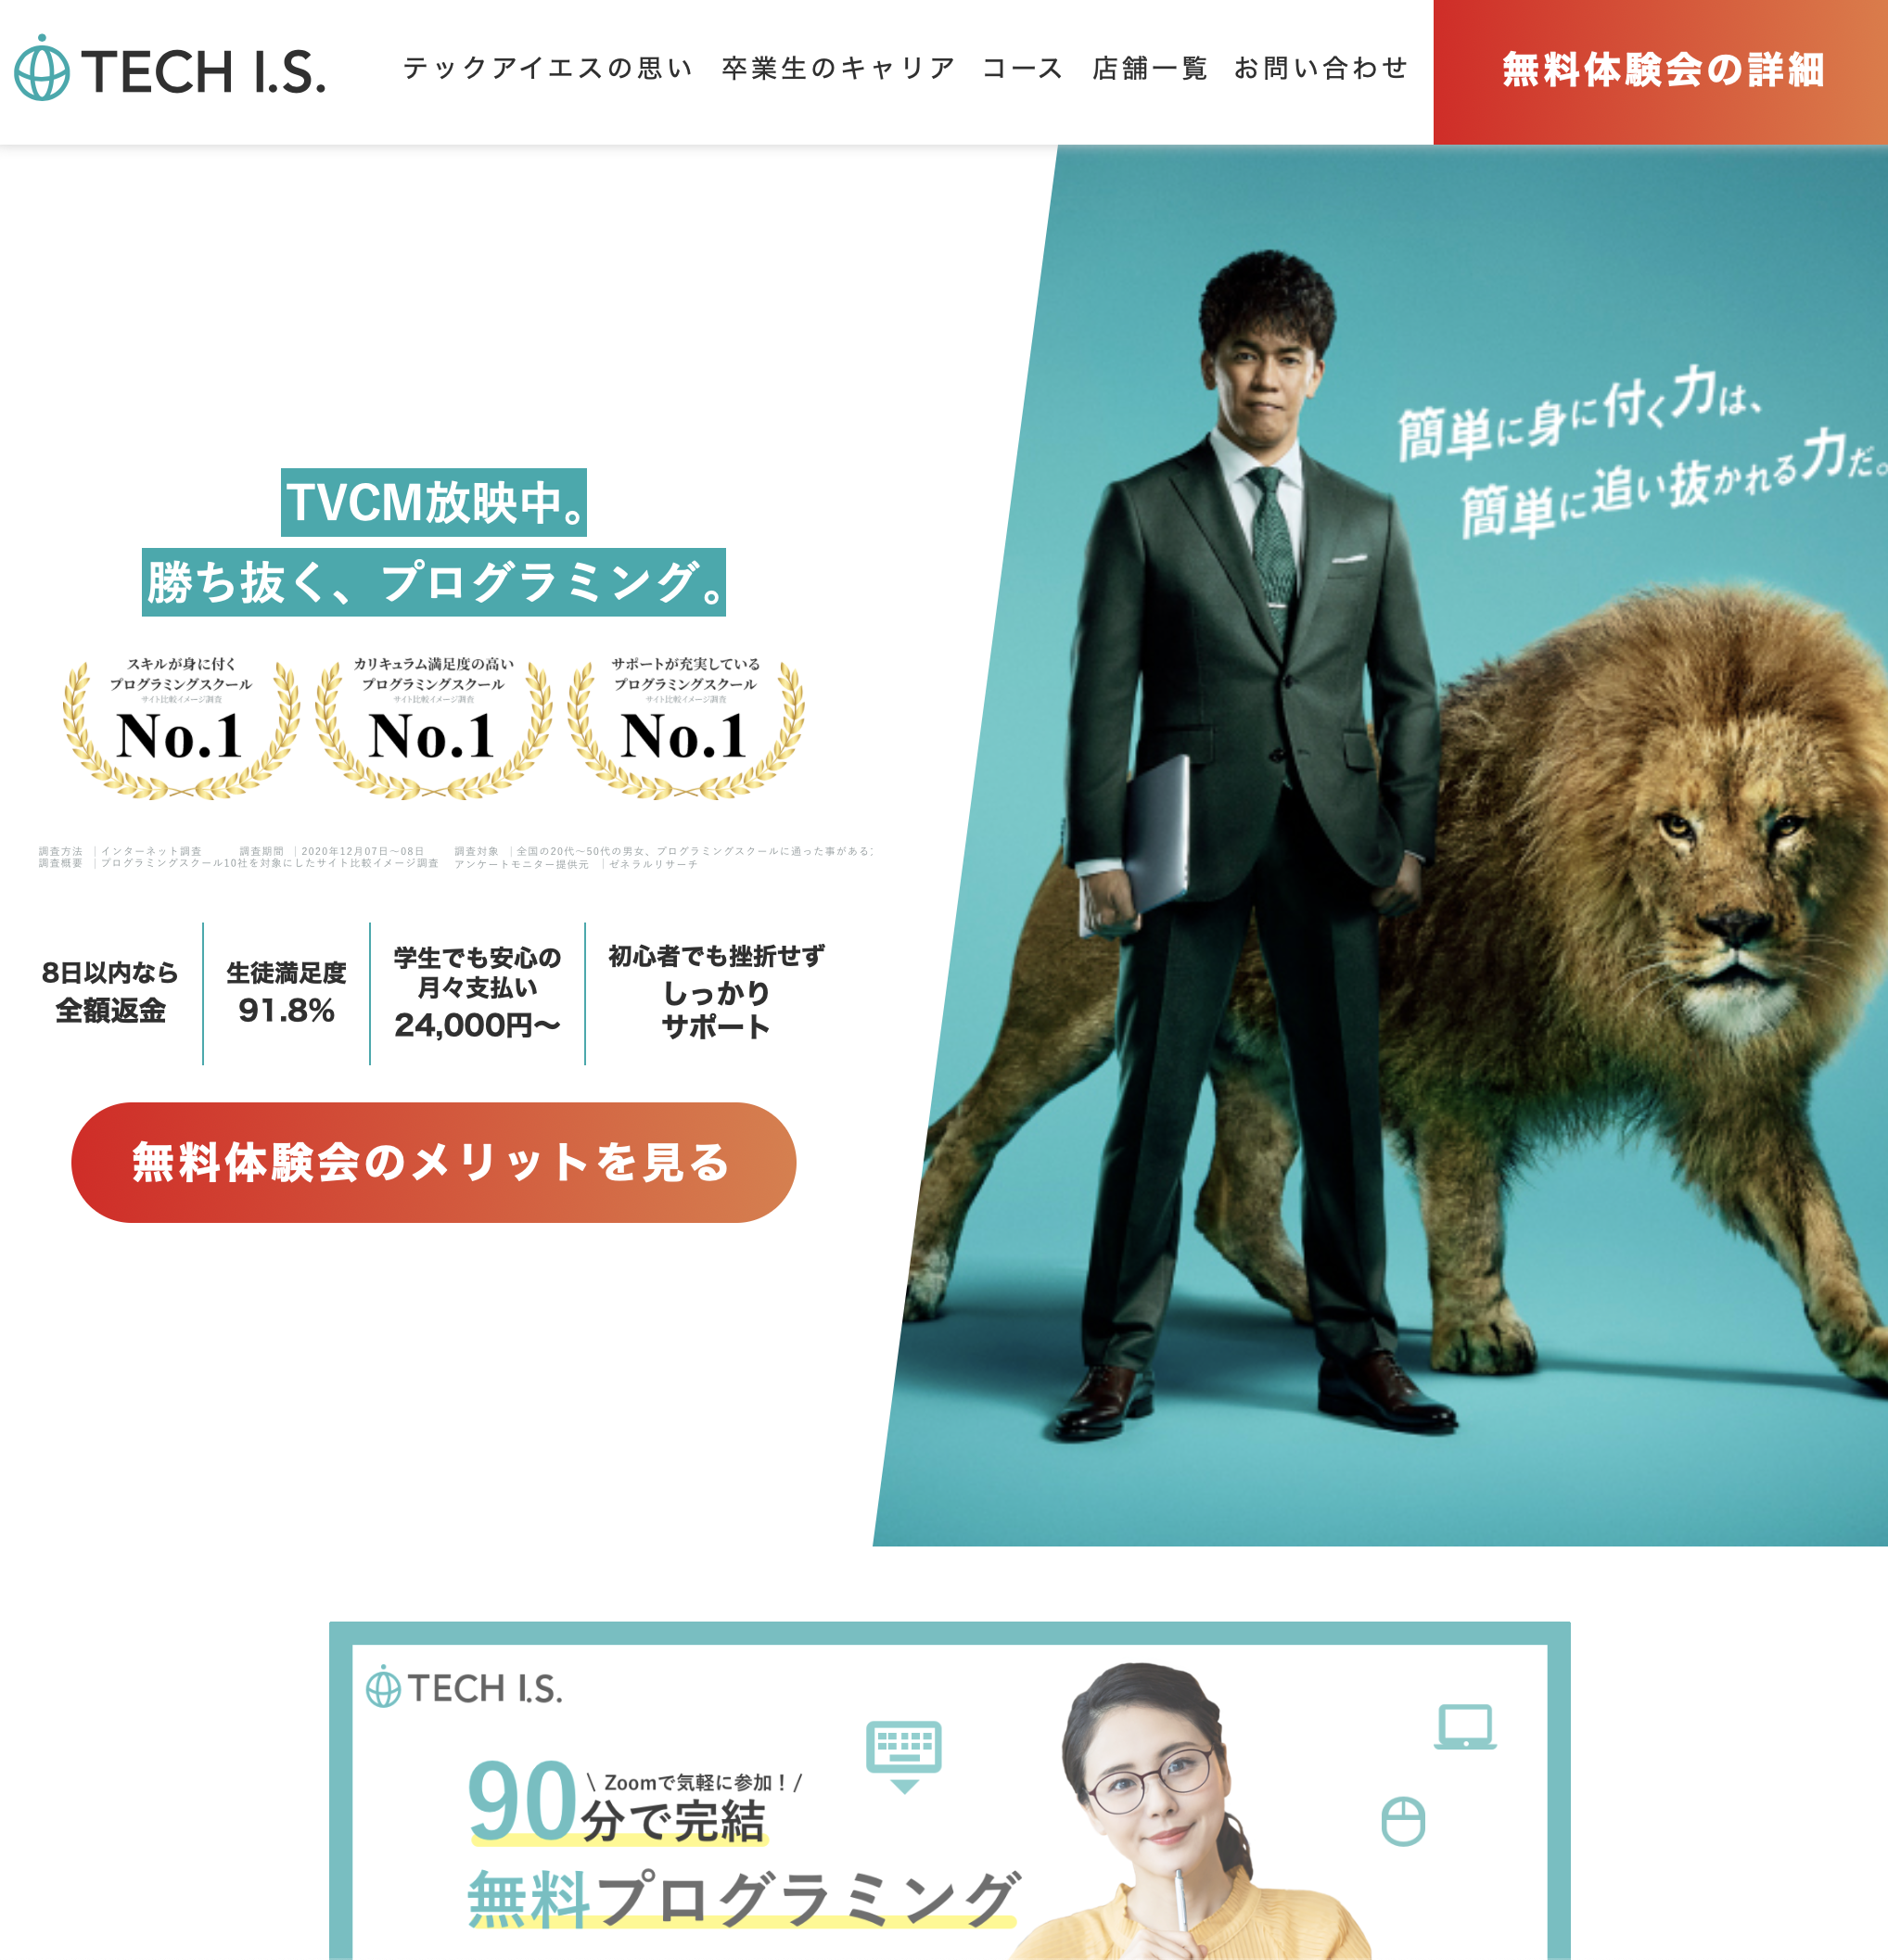 TECH I.S.
テックアイエスの思い
卒業生のキャリア
コース
店舗一覧
お問い合わせ
無料体験会の詳細
簡単に身に付く力は、
簡単に追い抜かれる力だ。
TVCM放映中。
勝ち抜く、プログラミング。
スキルが身に付く
プログラミングスクール
サイト比較イメージ調査
No.1
カリキュラム満足度の高い
プログラミングスクール
サイト比較イメージ調査
No.1
サポートが充実している
プログラミングスクール
サイト比較イメージ調査
No.1
調査方法 ｜インターネット調査 調査期間 ｜2020年12月07日〜08日
調査概要 ｜プログラミングスクール10社を対象にしたサイト比較イメージ調査
調査対象 ｜全国の20代〜50代の男女、プログラミングスクールに通った事がある
アンケートモニター提供元 ｜ゼネラルリサーチ
8日以内なら
全額返金
生徒満足度
91.8%
学生でも安心の
月々支払い
24,000円〜
初心者でも挫折せず
しっかり
サポート
無料体験会のメリットを見る
TECH I.S.
\ Zoomで気軽に参加！/
90分で完結
無料プログラミング